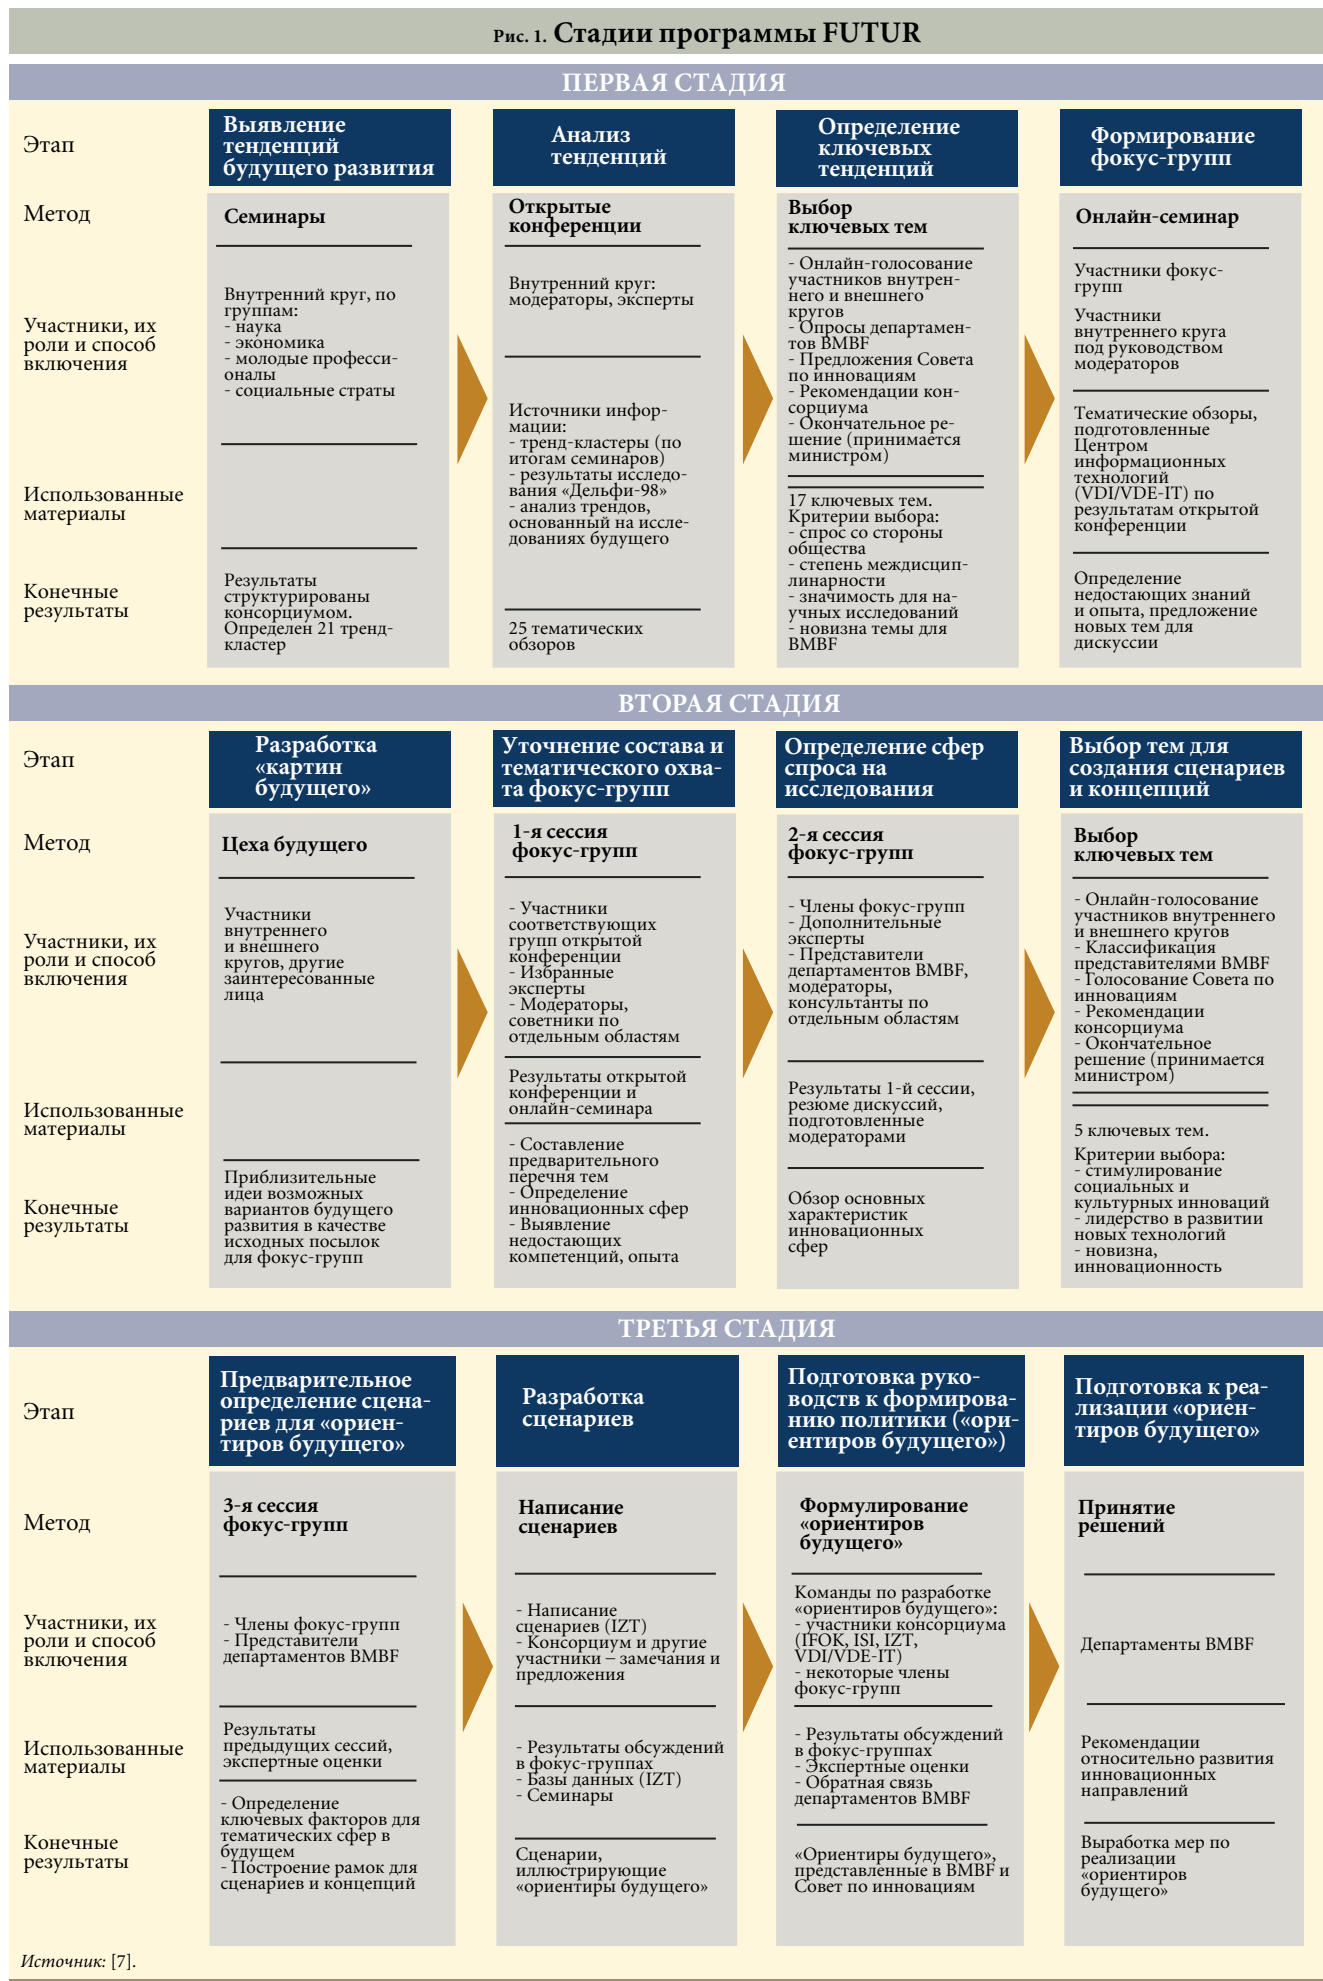 Рис. 1. Стадии программы FUTUR
ПЕРВАЯ СТАДИЯ
Этап
Выявление
тенденций
будущего развития
Анализ
тенденций
Определение
ключевых
тенденций
Формирование
фокус-групп
Метод
Семинары
Открытые
конференции
Выбор
ключевых тем
Онлайн-семинар
Участники, их
роли и способ
включения
Внутренний круг, по
группам:
- наука
- экономика
- молодые професси-
оналы
- социальные страты
Внутренний круг:
модераторы, эксперты
- Онлайн-голосование
участников внутрен-
него и внешнего
кругов
- Опросы департамен-
тов BMBF
- Предложения Совета
по инновациям
- Рекомендации кон-
сорциума
- Окончательное ре-
шение (принимается
министром)
Участники фокус-
групп
Участники
внутреннего круга
под руководством
модераторов
Использованные
материалы
Источники инфор-
мации:
- тренд-кластеры (по
итогам семинаров)
- результаты исследо-
вания «Дельфи-98»
- анализ трендов,
основанный на иссле-
дованиях будущего
Тематические обзоры,
подготовленные
Центром
информационных
технологий
(VDI/VDE-IT) по
результатам открытой
конференции
Конечные
результаты
Результаты
структурированы
консорциумом.
Определен 21 тренд-
кластер
25 тематических
обзоров
17 ключевых тем.
Критерии выбора:
- спрос со стороны
общества
- степень междисцип-
линарности
- значимость для на-
учных исследований
- новизна темы для
BMBF
Определение
недостающих знаний
и опыта, предложение
новых тем для
дискуссии
ВТОРАЯ СТАДИЯ
Этап
Разработка
«картин
будущего»
Уточнение состава и
тематического охва-
та фокус-групп
Определение сфер
спроса на
исследования
Выбор тем для
создания сценариев
и концепций
Метод
Цеха будущего
1-я сессия
фокус-групп
2-я сессия
фокус-групп
Выбор
ключевых тем
Участники, их
роли и способ
включения
Участники
внутреннего
и внешнего
кругов, другие
заинтересованные
лица
- Участники
соответствующих
групп открытой
конференции
- Избранные
эксперты
- Модераторы,
советники по
отдельным областям
- Члены фокус-групп
- Дополнительные
эксперты
- Представители
департаментов BMBF,
модераторы,
консультанты по
отдельным областям
- Онлайн-голосование
участников внутреннего
и внешнего кругов
- Классификация
представителями BMBF
- Голосование Совета по
инновациям
- Рекомендации
консорциума
- Окончательное
решение (принимается
министром)
Использованные
материалы
Результаты открытой
конференции и
онлайн-семинара
Результаты 1-й сессии,
резюме дискуссий,
подготовленные
модераторами
Конечные
результаты
Приблизительные
идеи возможных
вариантов будущего
развития в качестве
исходных посылок
для фокус-групп
- Составление
предварительного
перечня тем
- Определение
инновационных сфер
- Выявление
недостающих
компетенций, опыта
Обзор основных
характеристик
инновационных
сфер
5 ключевых тем.
Критерии выбора:
- стимулирование
социальных и
культурных инноваций
- лидерство в развитии
новых технологий
- новизна,
инновационность
ТРЕТЬЯ СТАДИЯ
Этап
Предварительное
определение сцена-
риев для «ориен-
тиров будущего»
Разработка
сценариев
Подготовка руко-
водств к формирова-
нию политики («ори-
ентиров будущего»)
Подготовка к реа-
лизации «ориен-
тиров будущего»
Метод
3-я сессия
фокус-групп
Написание
сценариев
Формулирование
«ориентиров
будущего»
Принятие
решений
Участники, их
роли и способ
включения
- Члены фокус-групп
- Представители
департаментов BMBF
- Написание
сценариев (IZT)
- Консорциум и другие
участники – замечания и
предложения
Команды по разработке
«ориентиров будущего»:
- участники консорциума
(IFOK, ISI, IZT,
VDI/VDE-IT)
- некоторые члены
фокус-групп
Департаменты BMBF
Использованные
материалы
Результаты
предыдущих сессий,
экспертные оценки
- Результаты обсуждений
в фокус-группах
- Базы данных (IZT)
- Семинары
- Результаты обсуждений
в фокус-группах
- Экспертные оценки
- Обратная связь
департаментов BMBF
Рекомендации
относительно развития
инновационных
направлений
Конечные
результаты
- Определение
ключевых факторов для
тематических сфер в
будущем
- Построение рамок для
сценариев и концепций
Сценарии,
иллюстрирующие
«ориентиры будущего»
«Ориентиры будущего»,
представленные в BMBF и
Совет по инновациям
Выработка мер по
реализации
«ориентиров
будущего»
Источник: [7].